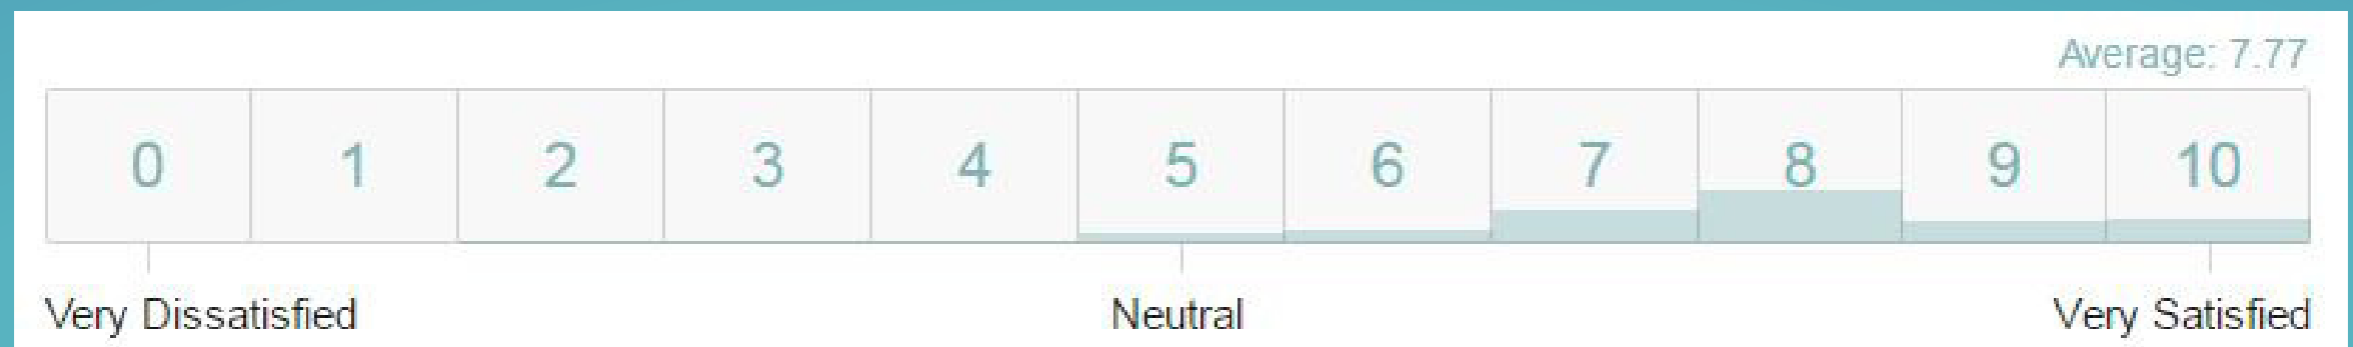 Average: 7.77
0 1 2 3 4 5 6 7 8 9 10
Very Dissatisfied Neutral Very Satisfied